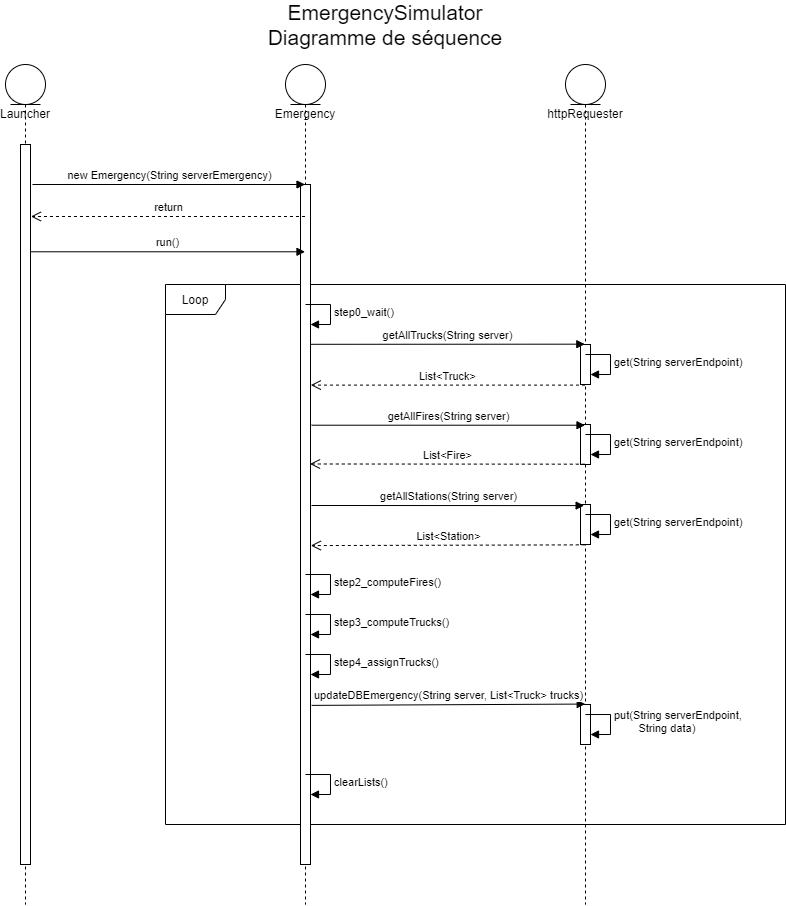 EmergencySimulator
Diagramme de séquence
Launcher
Emergency
httpRequester
new Emergency(String serverEmergency)
return
run()
Loop
step0_wait()
getAllTrucks(String server)
get(String serverEndpoint)
List<Truck>
getAllFires(String server)
get(String serverEndpoint)
List<Fire>
getAllStations(String server)
get(String serverEndpoint)
List<Station>
step2_computeFires()
step3_computeTrucks()
step4_assignTrucks()
updateDBEmergency(String server, List<Truck> trucks)
put(String serverEndpoint,
String data)
clearLists()